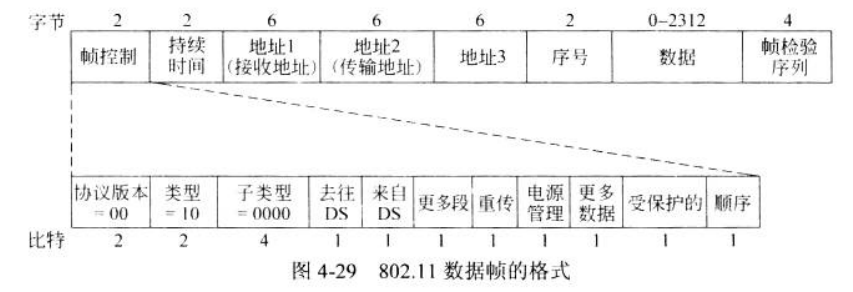 字节 2 2 6 6 6 2 0-2312 4
帧控制 持续时间 地址1(接收地址) 地址2(传输地址) 地址3 序号 数据 帧检验序列
协议版本=00 类型=10 子类型=0000 去往DS 来自DS 更多段 重传 电源管理 更多数据 受保护的 顺序
比特 2 2 4 1 1 1 1 1 1 1 1
图 4-29 802.11 数据帧的格式